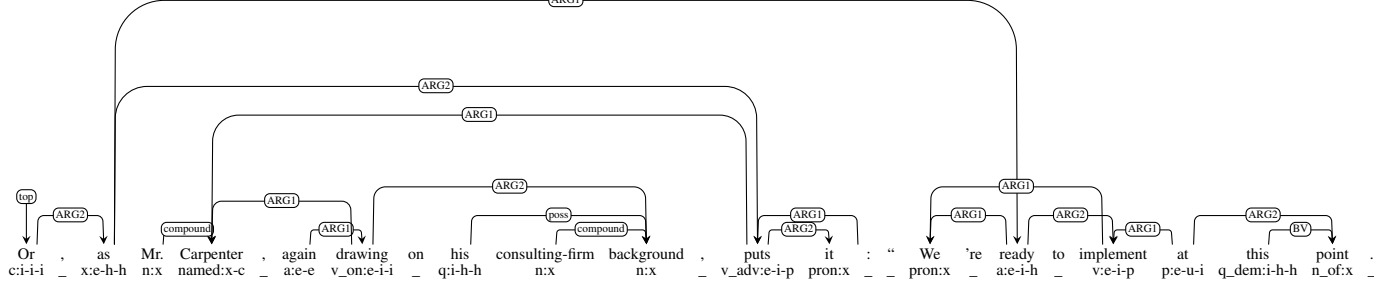 ARG1
ARG2
ARG1
top
ARG2
ARG1
ARG1
ARG2
poss
ARG1
ARG1
ARG2
ARG2
compound
ARG1
compound
ARG2
ARG1
BV
Or , as Mr. Carpenter , again drawing on his consulting-firm background , puts it : “ We ’re ready to implement at this point .
c:i-i-i _ x:e-h-h n:x named:x-c _ a:e-e v_on:e-i-i _ q:i-h-h n:x n:x _ v_adv:e-i-p pron:x _ _ pron:x _ a:e-i-h _ v:e-i-p p:e-u-i q_dem:i-h-h n_of:x _